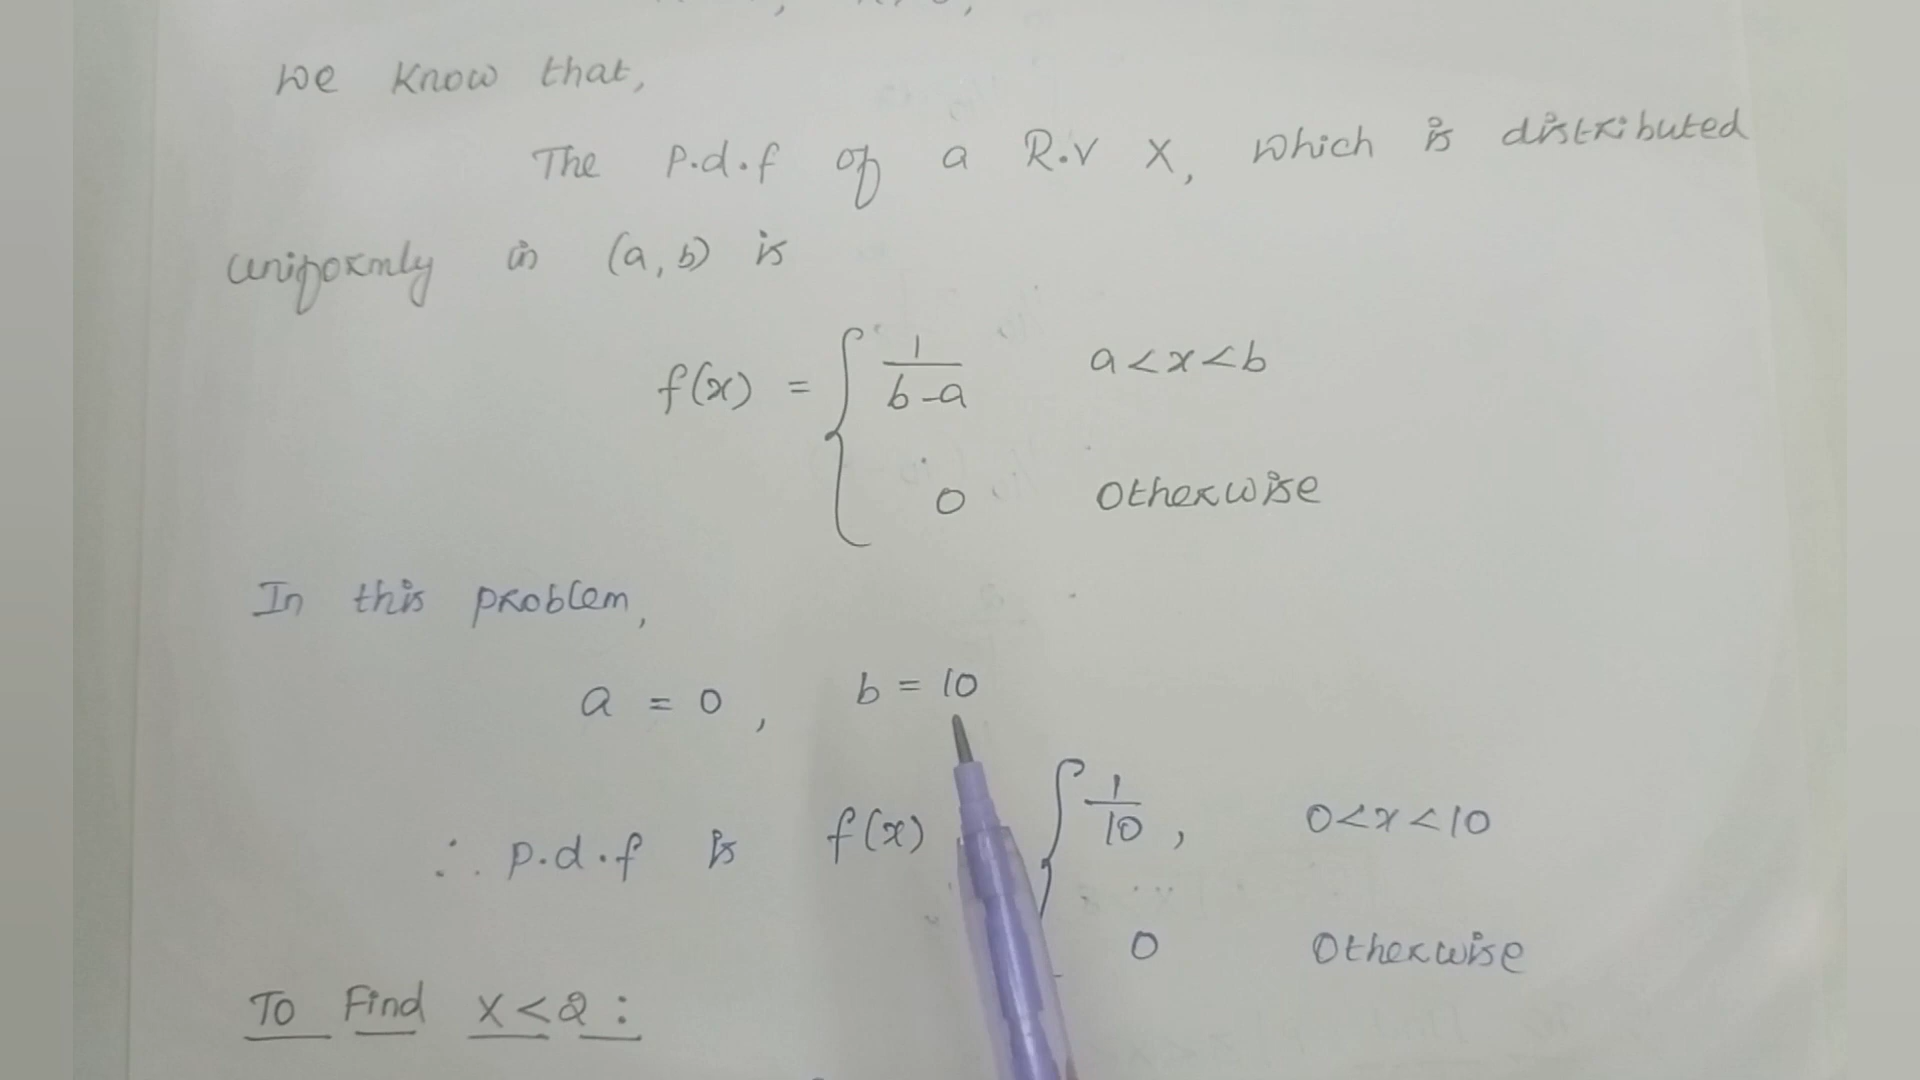 We know that,
The P.d.f of a R.V X, which is distributed
uniformly in (a, b) is
f(x) = { 1/(b-a) a<x<b
0 Otherwise
In this problem,
a = 0, b = 10
∴ P.d.f is f(x) { 1/10, 0<x<10
0 Otherwise
To Find X<2 :